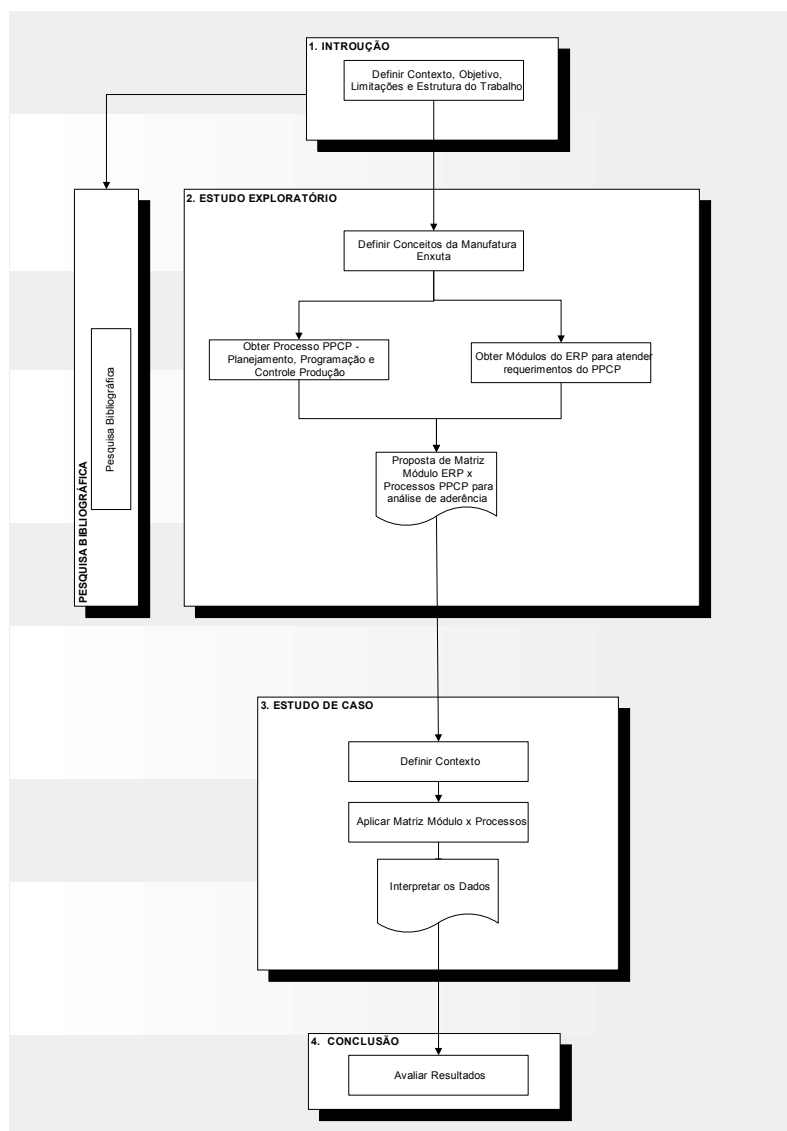 1. INTROUÇÃO
Definir Contexto, Objetivo,
Limitações e Estrutura do Trabalho
PESQUISA BIBLIOGRÁFICA
Pesquisa Bibliográfica
2. ESTUDO EXPLORATÓRIO
Definir Conceitos da Manufatura
Enxuta
Obter Processo PPCP -
Planejamento, Programação e
Controle Produção
Obter Módulos do ERP para atender
requerimentos do PPCP
Proposta de Matriz
Módulo ERP x
Processos PPCP para
análise de aderência
3. ESTUDO DE CASO
Definir Contexto
Aplicar Matriz Módulo x Processos
Interpretar os Dados
4. CONCLUSÃO
Avaliar Resultados